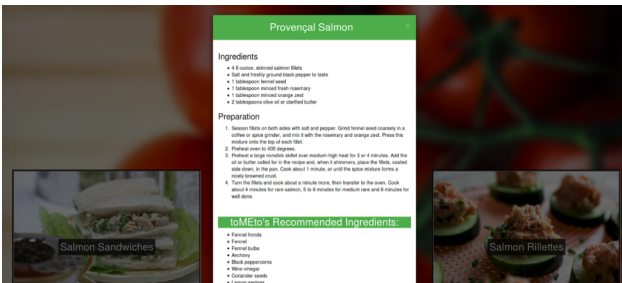 Provençal Salmon
×
Ingredients
4 6-ounce, skinned salmon fillets
Salt and freshly ground black pepper to taste
1 tablespoon fennel seed
1 tablespoon minced fresh rosemary
1 tablespoon minced orange zest
2 tablespoons olive oil or clarified butter
Preparation
1. Season fillets on both sides with salt and pepper. Grind fennel seed coarsely in a
coffee or spice grinder, and mix it with the rosemary and orange zest. Press this
mixture onto the top of each fillet.
2. Preheat oven to 400 degrees.
3. Preheat a large nonstick skillet over medium high heat for 3 or 4 minutes. Add the
oil or butter called for in the recipe and, when it shimmers, place the fillets, coated
side down, in the pan. Cook about 1 minute, or until the spice mixture forms a
nicely browned crust.
4. Turn the fillets and cook about a minute more, then transfer to the oven. Cook
about 4 minutes for rare salmon, 5 to 6 minutes for medium rare and 8 minutes for
well done.
toMEto's Recommended Ingredients:
Fennel fronds
Fennel
Fennel bulbs
Anchovy
Black peppercorns
Wine vinegar
Coriander seeds
Lemon wedges
Salmon Sandwiches
Salmon Rillettes